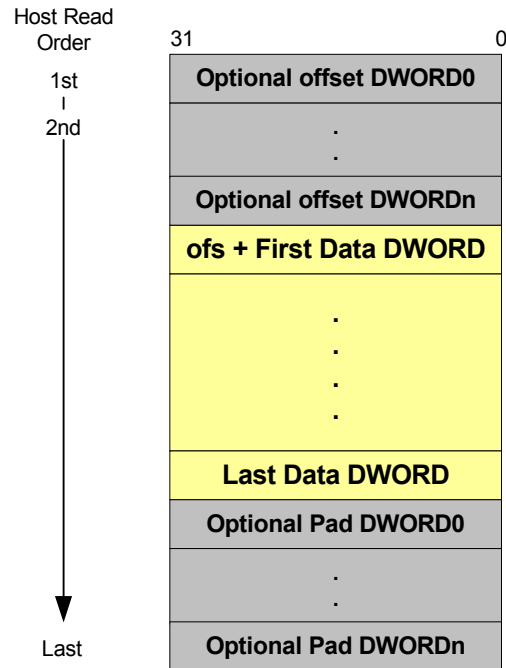 Host Read
Order
31 0
1st
2nd
Optional offset DWORD0
.
.
Optional offset DWORDn
ofs + First Data DWORD
.
.
.
.
Last Data DWORD
Optional Pad DWORD0
.
.
Last
Optional Pad DWORDn